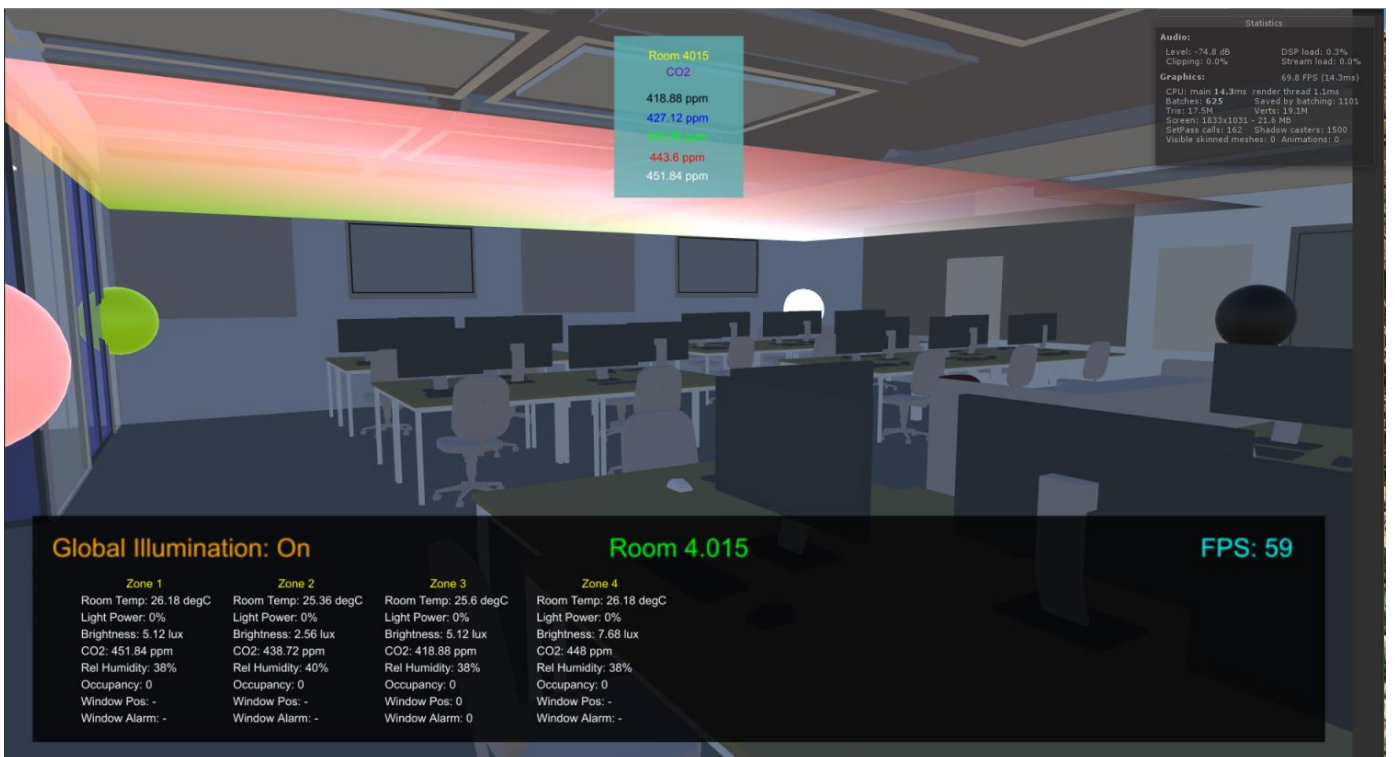 Statistics
Audio:
Level: -74.8 dB DSP load: 0.3%
Clipping: 0.0% Stream load: 0.0%
Graphics: 69.8 FPS (14.3ms)
CPU: main 14.3ms render thread 1.1ms
Batches: 625 Saved by batching: 1101
Tris: 17.5M Verts: 19.1M
Screen: 1833x1031 - 21.6 MB
SetPass calls: 162 Shadow casters: 1500
Visible skinned meshes: 0 Animations: 0
Room 4015
CO2
418.88 ppm
427.12 ppm
ppm
443.6 ppm
451.84 ppm
Global Illumination: On Room 4.015 FPS: 59
Zone 1 Zone 2 Zone 3 Zone 4
Room Temp: 26.18 degC Room Temp: 25.36 degC Room Temp: 25.6 degC Room Temp: 26.18 degC
Light Power: 0% Light Power: 0% Light Power: 0% Light Power: 0%
Brightness: 5.12 lux Brightness: 2.56 lux Brightness: 5.12 lux Brightness: 7.68 lux
CO2: 451.84 ppm CO2: 438.72 ppm CO2: 418.88 ppm CO2: 448 ppm
Rel Humidity: 38% Rel Humidity: 40% Rel Humidity: 38% Rel Humidity: 38%
Occupancy: 0 Occupancy: 0 Occupancy: 0 Occupancy: 0
Window Pos: - Window Pos: - Window Pos: 0 Window Pos: -
Window Alarm: - Window Alarm: - Window Alarm: 0 Window Alarm: -